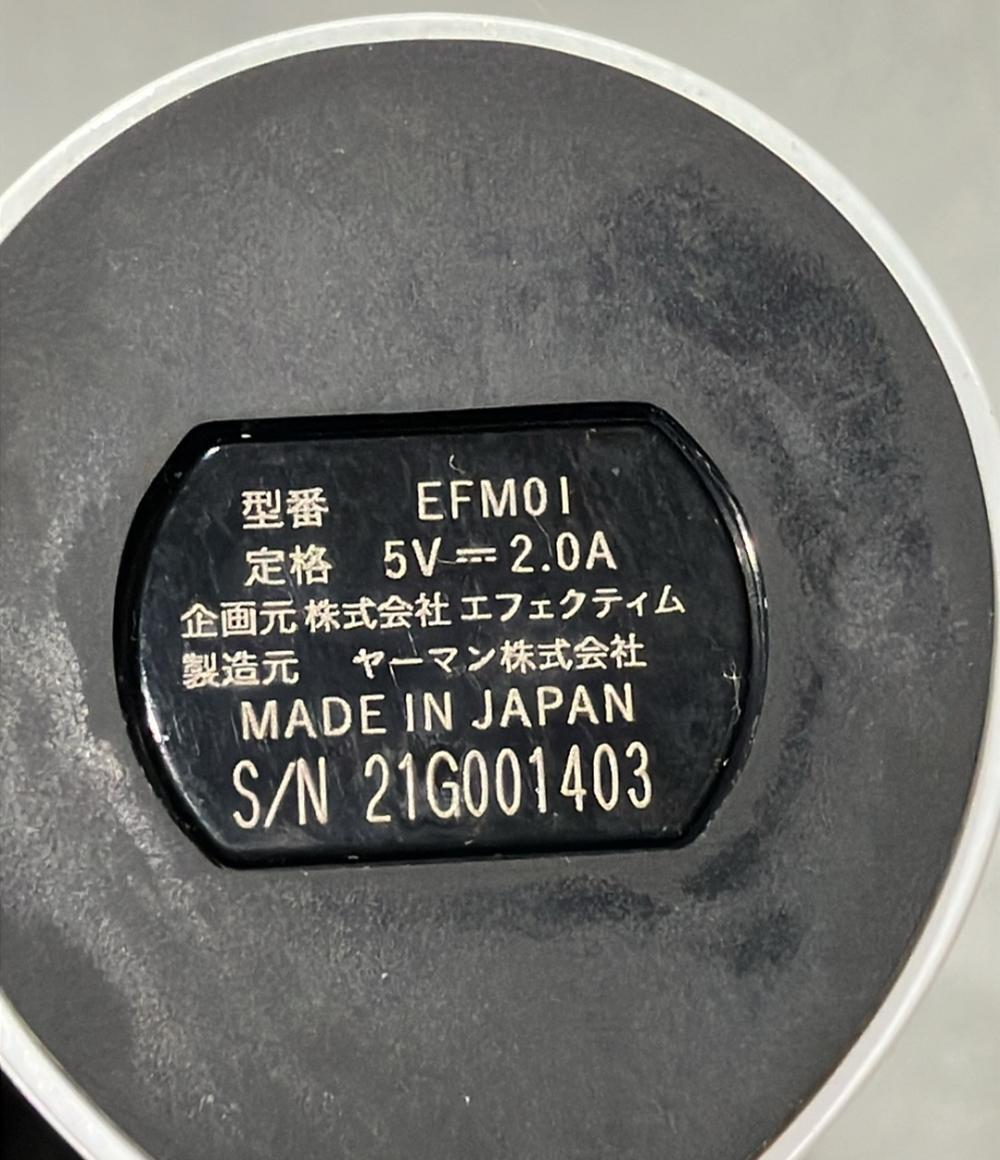 型番 EFM01
定格 5V⎓2.0A
企画元 株式会社 エフェクティム
製造元 ヤーマン株式会社
MADE IN JAPAN
S/N 21G001403